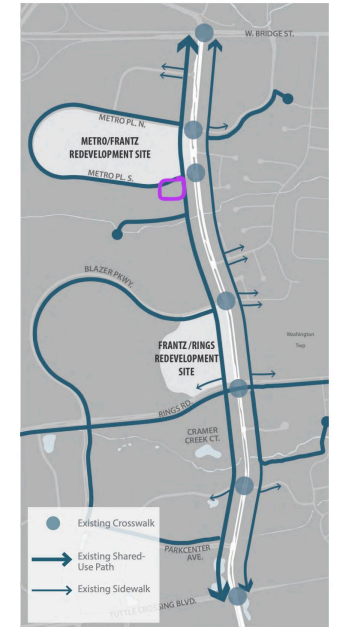 W. BRIDGE ST.
METRO PL. N.
METRO/FRANTZ
REDEVELOPMENT SITE
METRO PL. S.
BLAZER PKWY.
Washington
Twp
FRANTZ /RINGS
REDEVELOPMENT
SITE
RINGS RD.
CRAMER
CREEK CT.
Existing Crosswalk
Existing Shared-
Use Path
PARKCENTER
AVE.
Existing Sidewalk
TUTTLE CROSSING BLVD.